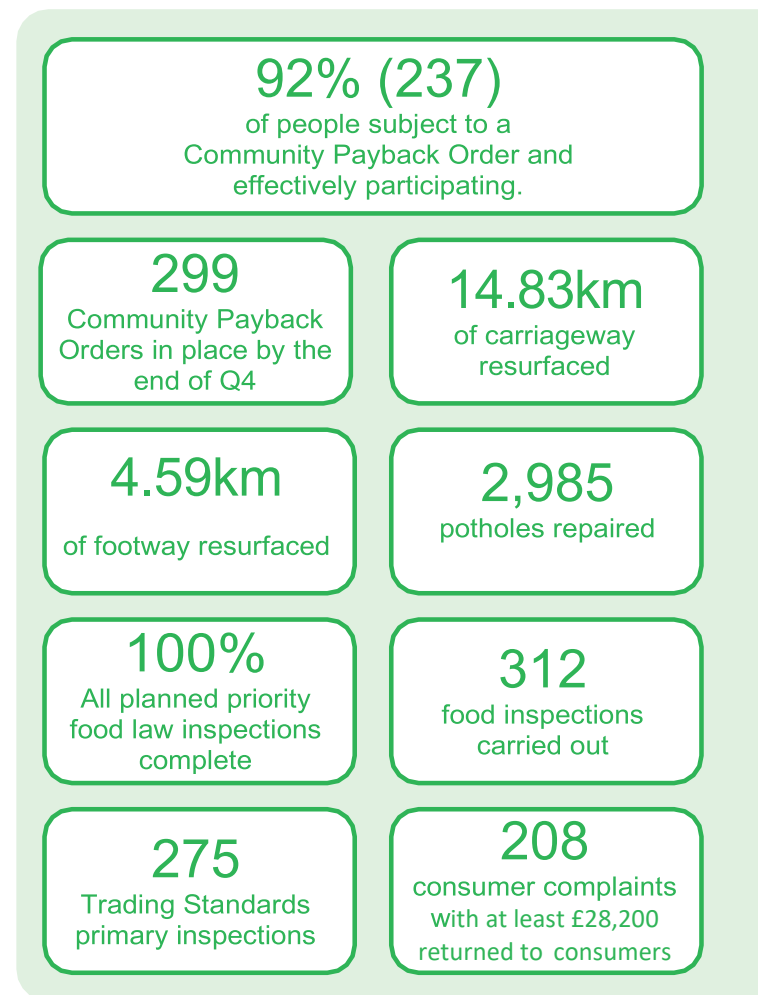 92% (237)
of people subject to a
Community Payback Order and
effectively participating.
299
Community Payback
Orders in place by the
end of Q4
14.83km
of carriageway
resurfaced
4.59km
of footway resurfaced
2,985
potholes repaired
100%
All planned priority
food law inspections
complete
312
food inspections
carried out
275
Trading Standards
primary inspections
208
consumer complaints
with at least £28,200
returned to consumers